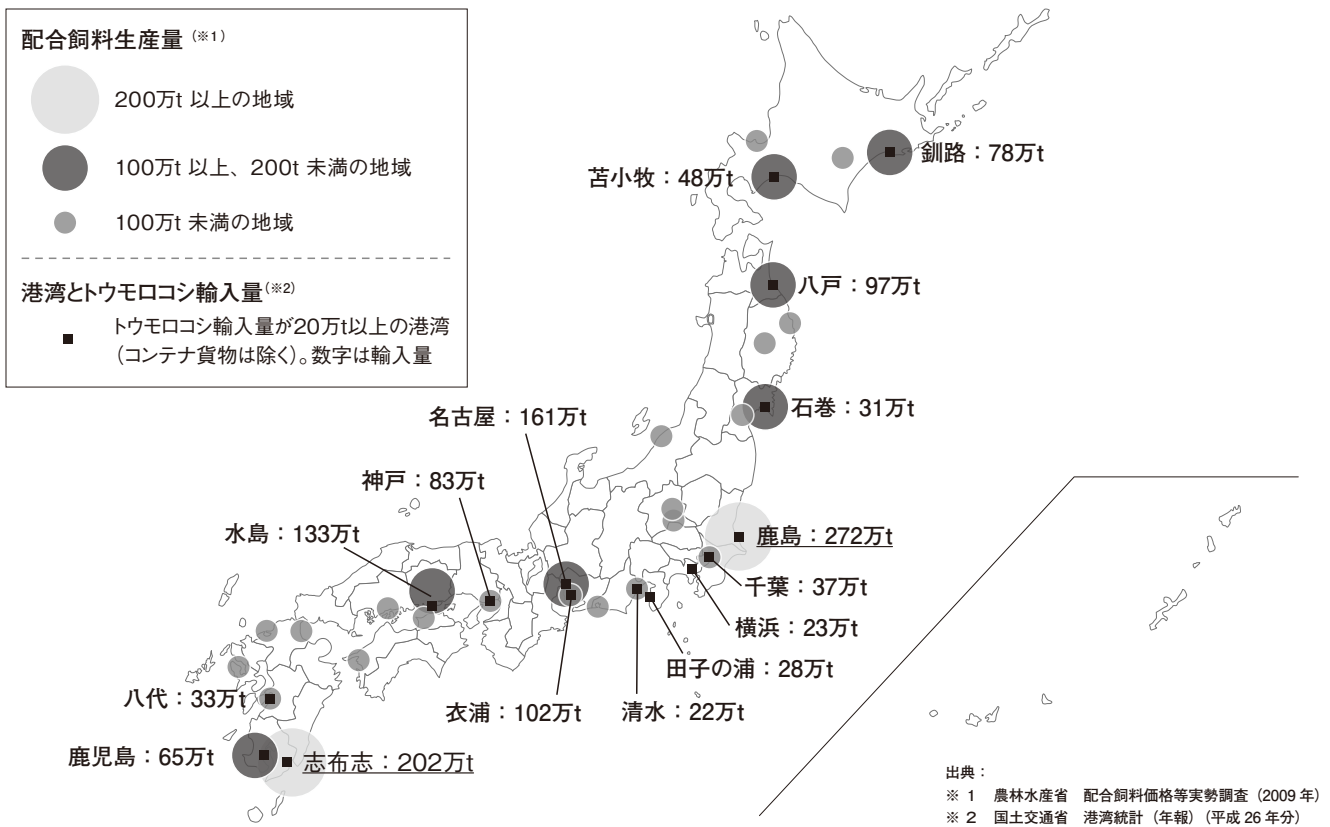 配合飼料生産量（※1）
200万t 以上の地域
100万t 以上、200t 未満の地域
100万t 未満の地域
港湾とトウモロコシ輸入量（※2）
トウモロコシ輸入量が20万t以上の港湾
（コンテナ貨物は除く）。数字は輸入量
釧路：78万t
苫小牧：48万t
八戸：97万t
石巻：31万t
名古屋：161万t
神戸：83万t
水島：133万t
鹿島：272万t
千葉：37万t
横浜：23万t
田子の浦：28万t
八代：33万t
衣浦：102万t
清水：22万t
鹿児島：65万t
志布志：202万t
出典：
※ 1　農林水産省　配合飼料価格等実勢調査（2009 年）
※ 2　国土交通省　港湾統計（年報）（平成 26 年分）